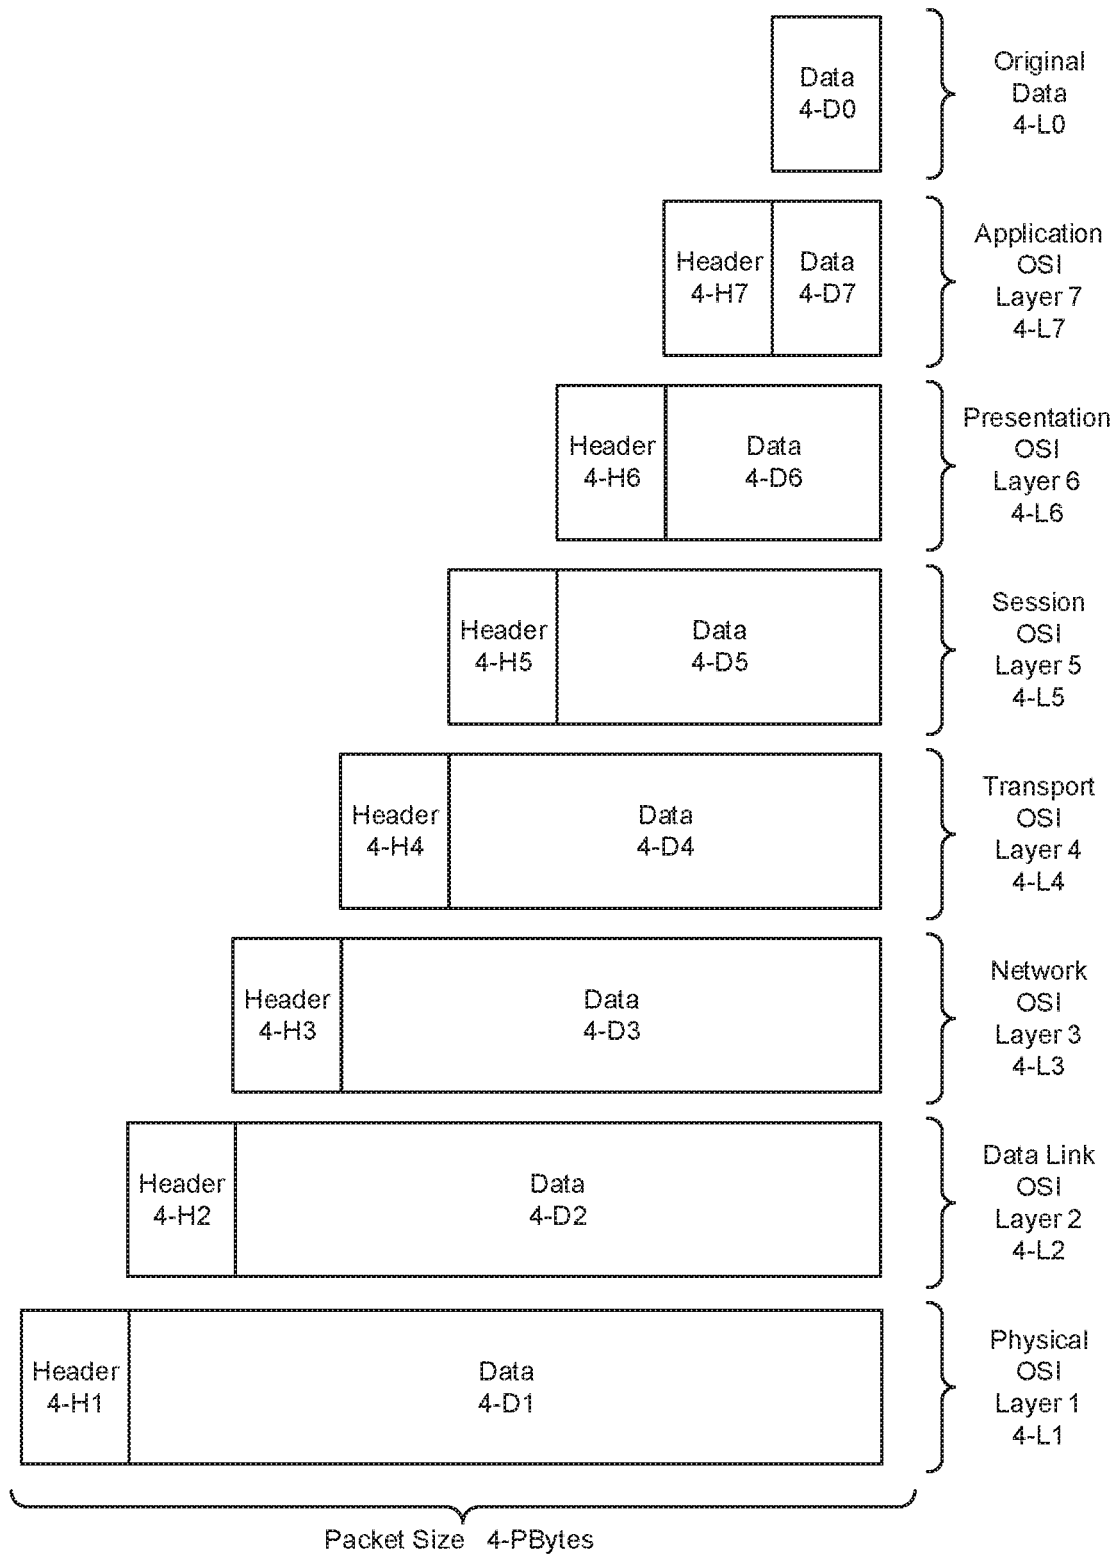 Data
4-D0
Original
Data
4-L0
Header
4-H7
Data
4-D7
Application
OSI
Layer 7
4-L7
Header
4-H6
Data
4-D6
Presentation
OSI
Layer 6
4-L6
Header
4-H5
Data
4-D5
Session
OSI
Layer 5
4-L5
Header
4-H4
Data
4-D4
Transport
OSI
Layer 4
4-L4
Header
4-H3
Data
4-D3
Network
OSI
Layer 3
4-L3
Header
4-H2
Data
4-D2
Data Link
OSI
Layer 2
4-L2
Header
4-H1
Data
4-D1
Physical
OSI
Layer 1
4-L1
Packet Size 4-PBytes